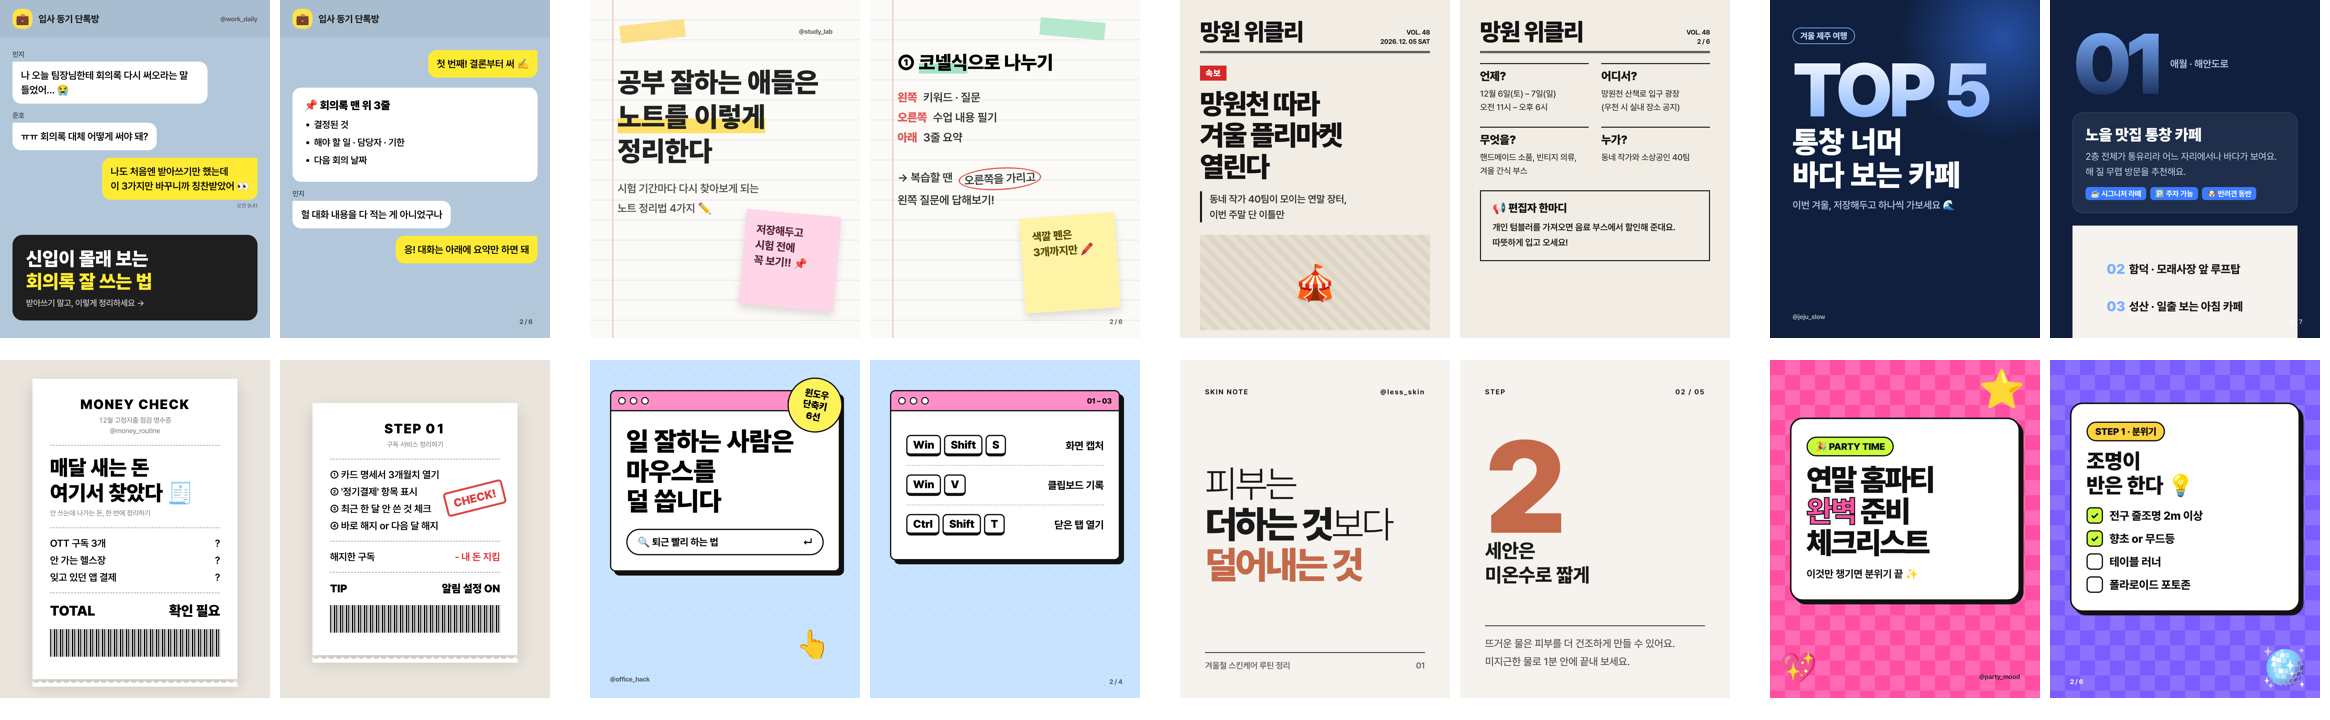 💼 입사 동기 단톡방
@work_daily
민지
나 오늘 팀장님한테 회의록 다시 써오라는 말
들었어... 😭
준호
ㅠㅠ 회의록 대체 어떻게 써야 돼?
나도 처음엔 받아쓰기만 했는데
이 3가지만 바꾸니까 칭찬받았어 👀
오전 9:41
신입이 몰래 보는
회의록 잘 쓰는 법
받아쓰기 말고, 이렇게 정리하세요 →
💼 입사 동기 단톡방
첫 번째! 결론부터 써 ✍️
📌 회의록 맨 위 3줄
• 결정된 것
• 해야 할 일 · 담당자 · 기한
• 다음 회의 날짜
민지
헐 대화 내용을 다 적는 게 아니었구나
응! 대화는 아래에 요약만 하면 돼
2 / 6
@study_lab
공부 잘하는 애들은
노트를 이렇게
정리한다
시험 기간마다 다시 찾아보게 되는
노트 정리법 4가지 ✏️
저장해두고
시험 전에
꼭 보기!! 📌
① 코넬식으로 나누기
왼쪽 키워드 · 질문
오른쪽 수업 내용 필기
아래 3줄 요약
→ 복습할 땐 오른쪽을 가리고
왼쪽 질문에 답해보기!
색깔 펜은
3개까지만 🖍️
2 / 6
망원 위클리
VOL. 48
2026. 12. 05 SAT
속보
망원천 따라
겨울 플리마켓
열린다
동네 작가 40팀이 모이는 연말 장터,
이번 주말 단 이틀만
망원 위클리
VOL. 48
2 / 6
언제?
12월 6일(토) – 7일(일)
오전 11시 – 오후 6시
어디서?
망원천 산책로 입구 광장
(우천 시 실내 장소 공지)
무엇을?
핸드메이드 소품, 빈티지 의류,
겨울 간식 부스
누가?
동네 작가와 소상공인 40팀
📢 편집자 한마디
개인 텀블러를 가져오면 음료 부스에서 할인해 준대요.
따뜻하게 입고 오세요!
겨울 제주 여행
TOP 5
통창 너머
바다 보는 카페
이번 겨울, 저장해두고 하나씩 가보세요 🌊
@jeju_slow
01
애월 · 해안도로
노을 맛집 통창 카페
2층 전체가 통유리라 어느 자리에서나 바다가 보여요.
해 질 무렵 방문을 추천해요.
☕ 시그니처 라떼
🅿️ 주차 가능
🐶 반려견 동반
02 함덕 · 모래사장 앞 루프탑
03 성산 · 일출 보는 아침 카페
7
MONEY CHECK
12월 고정지출 점검 영수증
@money_routine
매달 새는 돈
여기서 찾았다 🧾
안 쓰는데 나가는 돈, 한 번에 정리하기
OTT 구독 3개 ?
안 가는 헬스장 ?
잊고 있던 앱 결제 ?
TOTAL 확인 필요
STEP 01
구독 서비스 정리하기
① 카드 명세서 3개월치 열기
② '정기결제' 항목 표시
③ 최근 한 달 안 쓴 것 체크
④ 바로 해지 or 다음 달 해지
CHECK!
해지한 구독 - 내 돈 지킴
TIP 알림 설정 ON
윈도우
단축키
6선
일 잘하는 사람은
마우스를
덜 씁니다
🔍 퇴근 빨리 하는 법 ↵
@office_hack
01–03
Win Shift S 화면 캡처
Win V 클립보드 기록
Ctrl Shift T 닫은 탭 열기
2 / 4
SKIN NOTE
@less_skin
피부는
더하는 것보다
덜어내는 것
겨울철 스킨케어 루틴 정리
01
STEP
02 / 05
2
세안은
미온수로 짧게
뜨거운 물은 피부를 더 건조하게 만들 수 있어요.
미지근한 물로 1분 안에 끝내 보세요.
🎉 PARTY TIME
연말 홈파티
완벽 준비
체크리스트
이것만 챙기면 분위기 끝 ✨
@party_mood
STEP 1 · 분위기
조명이
반은 한다 💡
전구 줄조명 2m 이상
향초 or 무드등
테이블 러너
폴라로이드 포토존
2 / 6